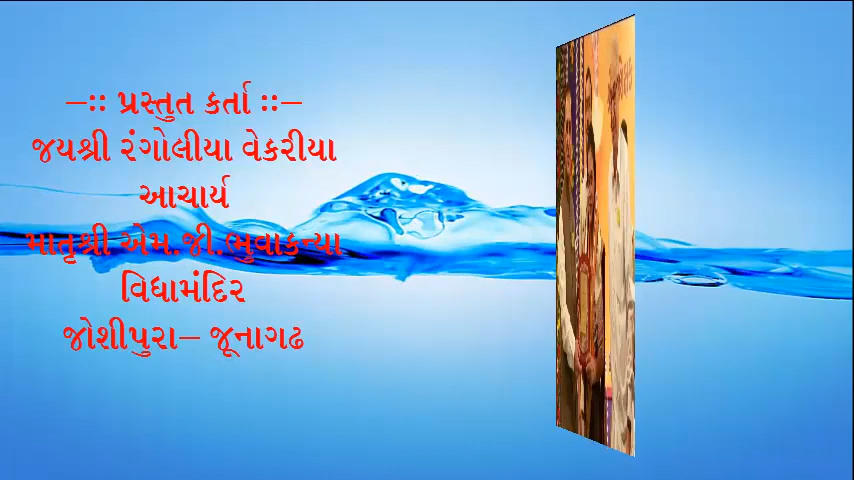 –:: પ્રસ્તુત કર્તા ::–
જયશ્રી રંગોલીયા વેકરીયા
આચાર્ય
માતૃશ્રી એમ.જી.ભુવાકન્યા
વિધામંદિર
જોશીપુરા– જૂનાગઢ